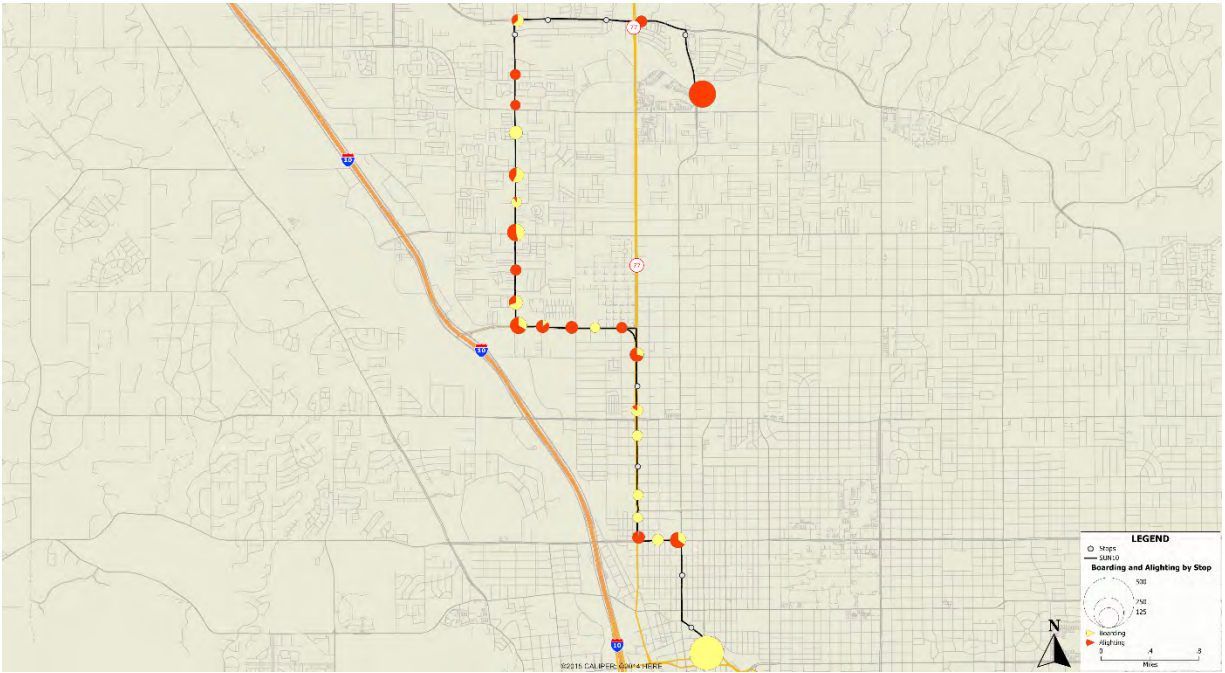 77
10
77
10
10
LEGEND
Stops
SUN10
Boarding and Alighting by Stop
500
250
125
Boarding
Alighting
0 .4 .8
Miles
N
©2015 CALIPER; ©2014 HERE